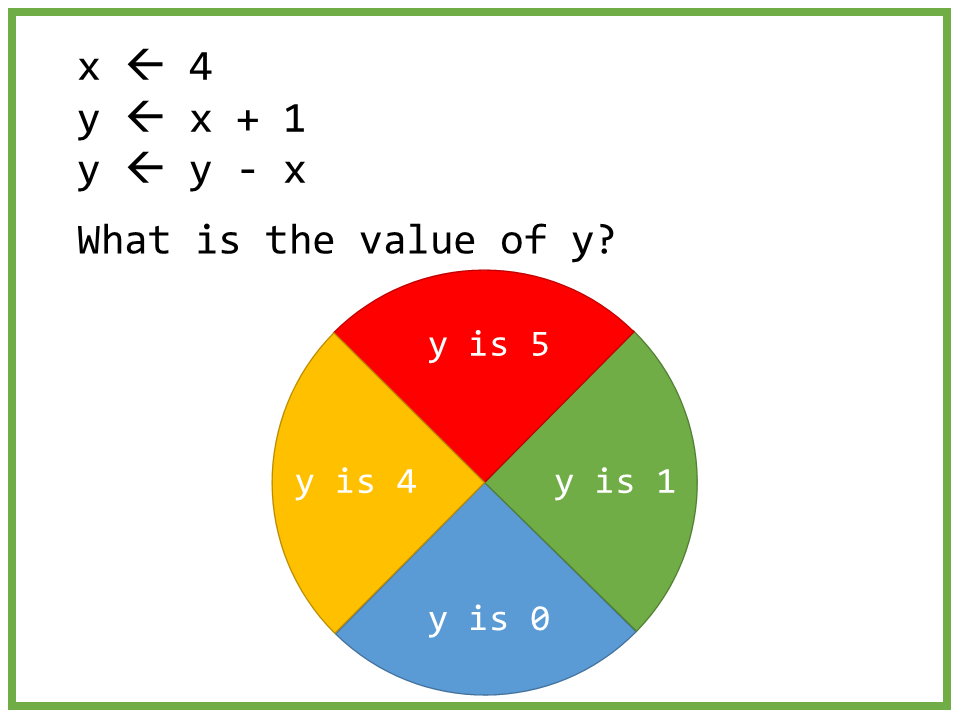 x ← 4
y ← x + 1
y ← y - x
What is the value of y?
y is 5
y is 4
y is 1
y is 0